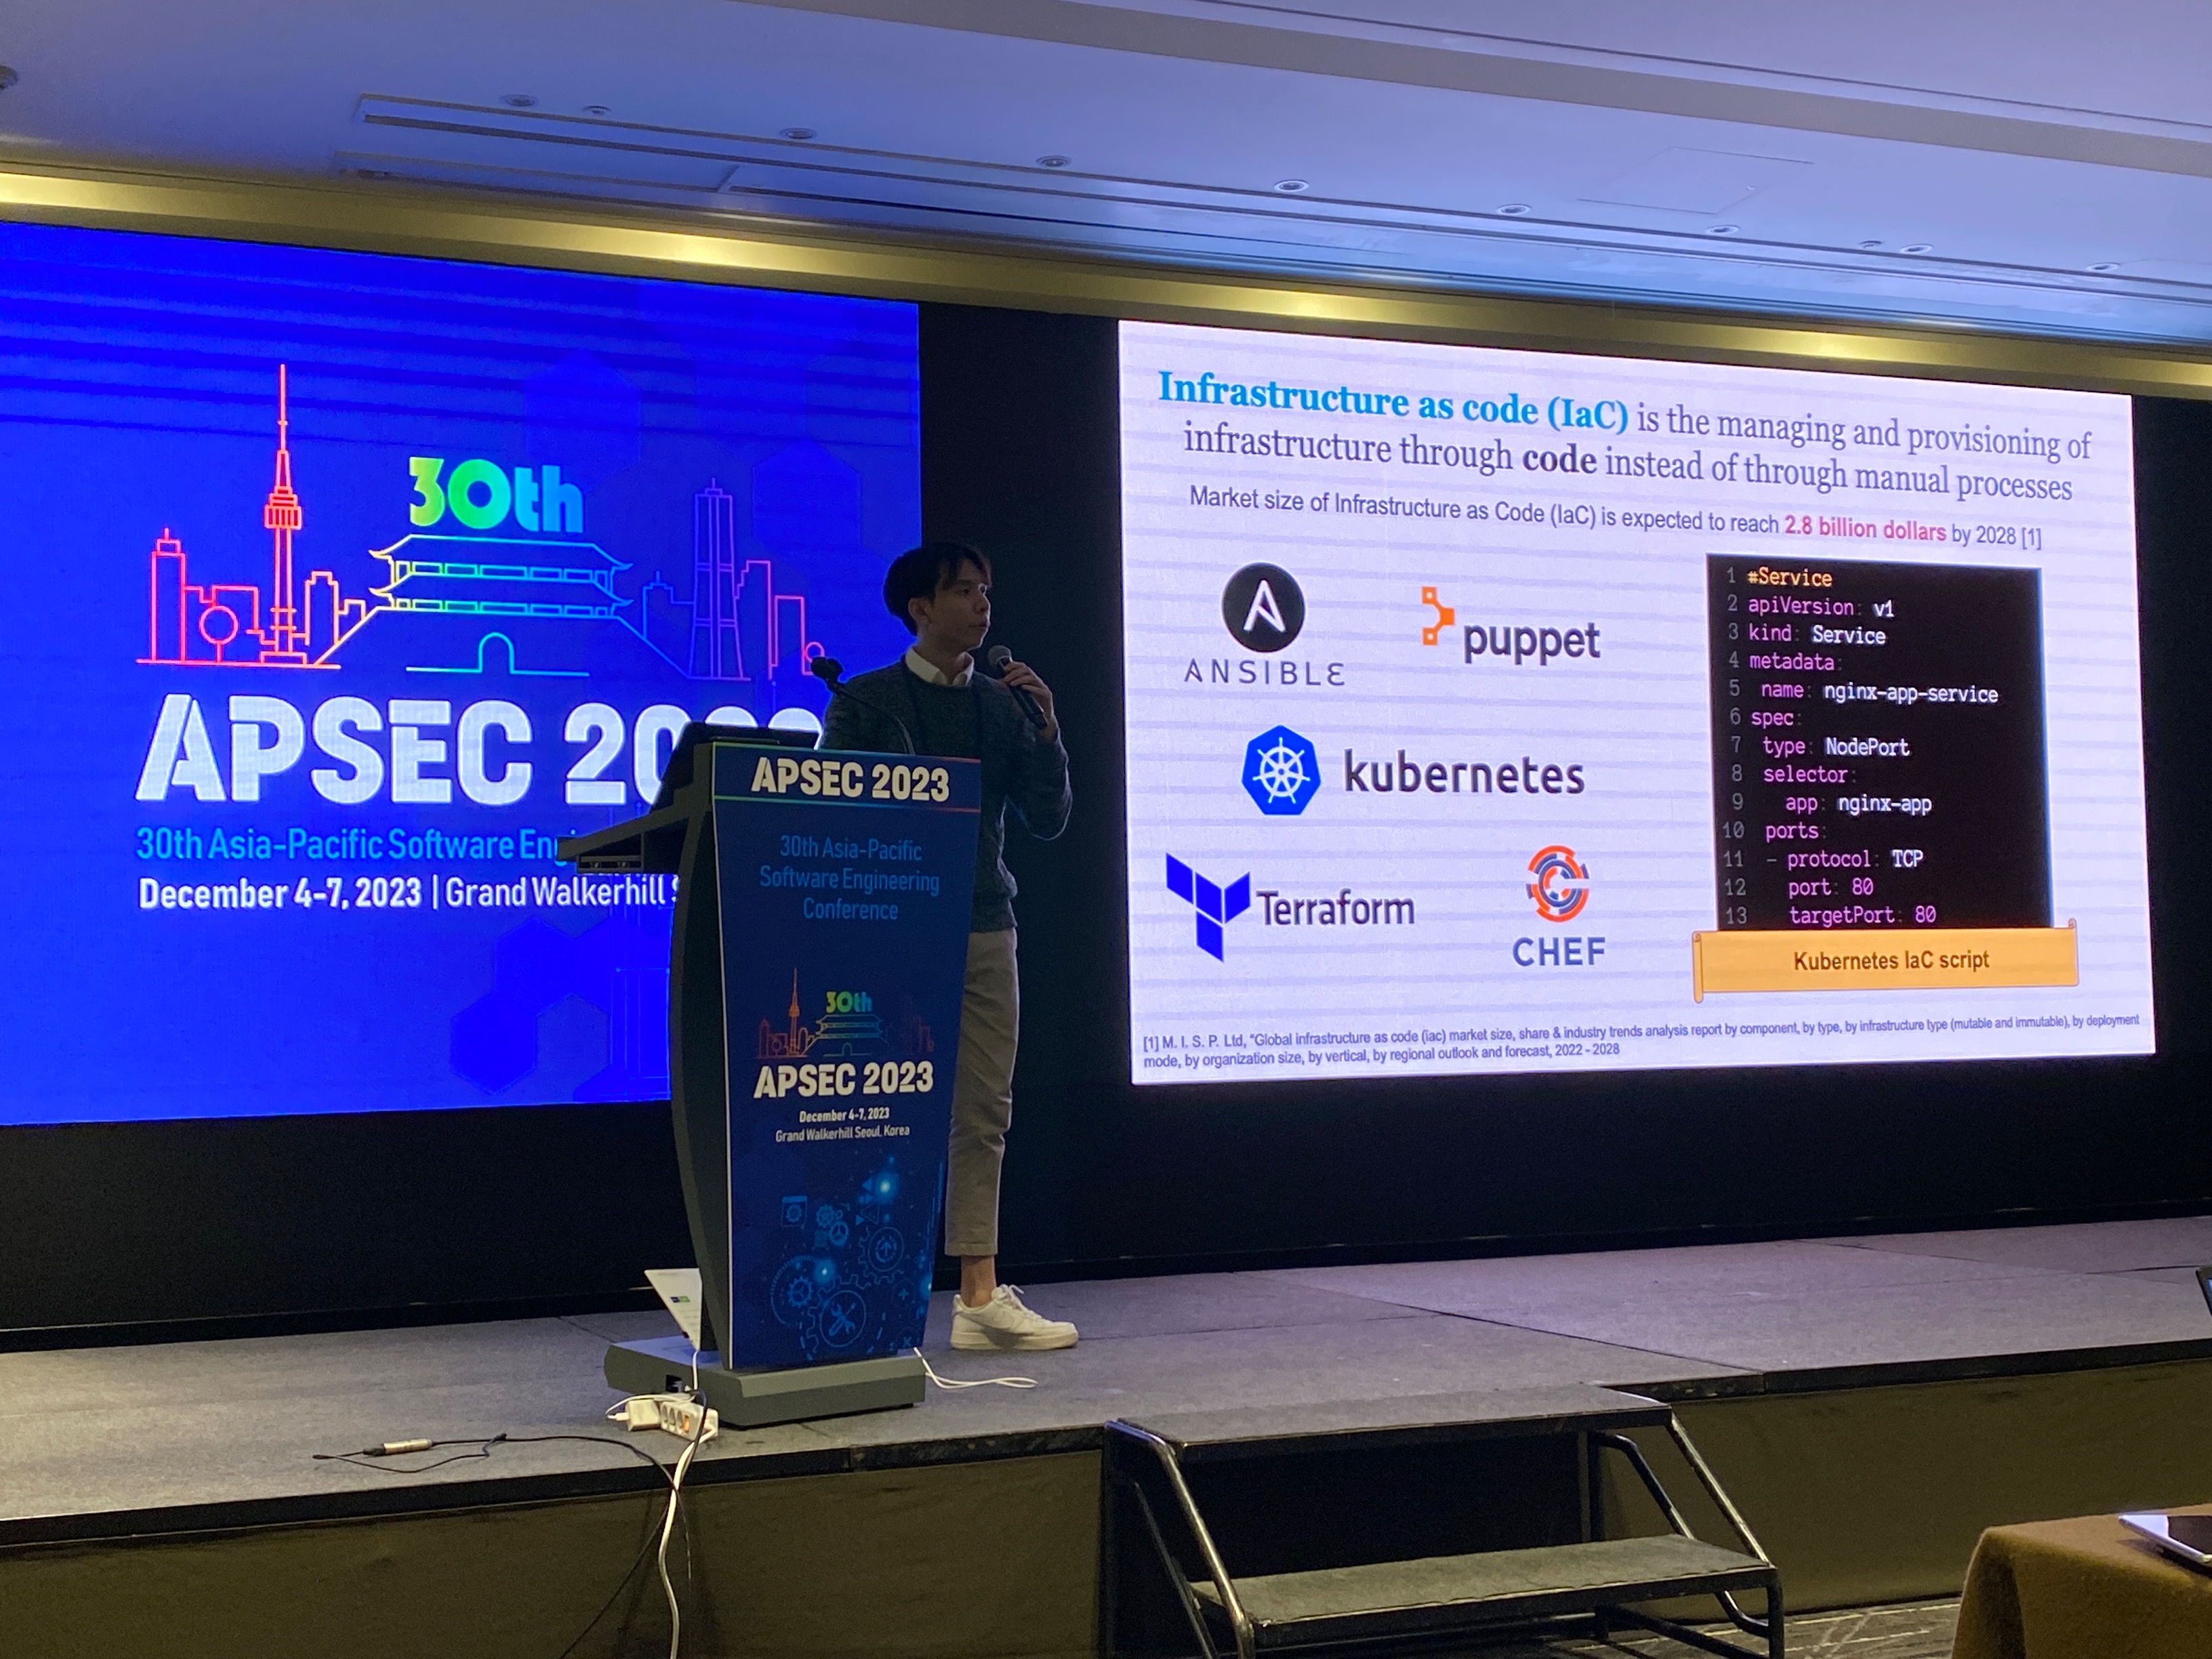 30th
APSEC 20
30th Asia-Pacific Software Eng
December 4-7, 2023 | Grand Walkerhill S
APSEC 2023
30th Asia-Pacific
Software Engineering
Conference
30th
APSEC 2023
December 4-7, 2023
Grand Walkerhill Seoul, Korea
Infrastructure as code (IaC) is the managing and provisioning of
infrastructure through code instead of through manual processes
Market size of Infrastructure as Code (IaC) is expected to reach 2.8 billion dollars by 2028 [1]
ANSIBLE
puppet
kubernetes
Terraform
CHEF
1 #Service
2 apiVersion: v1
3 kind: Service
4 metadata:
5 name: nginx-app-service
6 spec:
7 type: NodePort
8 selector:
9 app: nginx-app
10 ports:
11 - protocol: TCP
12 port: 80
13 targetPort: 80
Kubernetes IaC script
[1] M. I. S. P. Ltd, “Global infrastructure as code (iac) market size, share & industry trends analysis report by component, by type, by infrastructure type (mutable and immutable), by deployment
mode, by organization size, by vertical, by regional outlook and forecast, 2022 - 2028